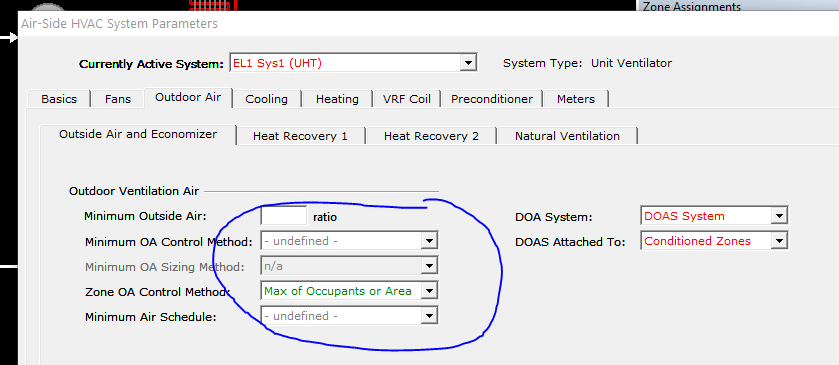 Zone Assignments
Air-Side HVAC System Parameters
Currently Active System: EL1 Sys1 (UHT) System Type: Unit Ventilator
Basics Fans Outdoor Air Cooling Heating VRF Coil Preconditioner Meters
Outside Air and Economizer Heat Recovery 1 Heat Recovery 2 Natural Ventilation
Outdoor Ventilation Air
Minimum Outside Air: ratio DOA System: DOAS System
Minimum OA Control Method: - undefined - DOAS Attached To: Conditioned Zones
Minimum OA Sizing Method: n/a
Zone OA Control Method: Max of Occupants or Area
Minimum Air Schedule: - undefined -